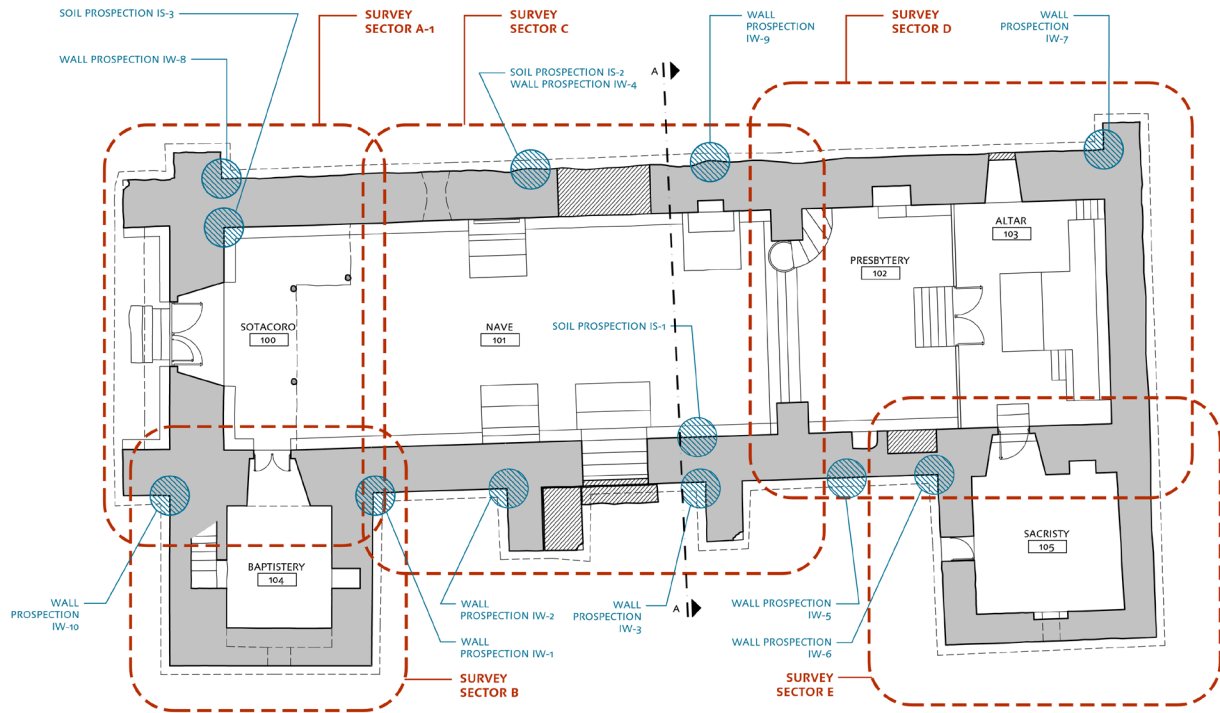 SOIL PROSPECTION IS-3
SURVEY
SECTOR A-1
SURVEY
SECTOR C
WALL
PROSPECTION
IW-9
SURVEY
SECTOR D
WALL
PROSPECTION
IW-7
WALL PROSPECTION IW-8
SOIL PROSPECTION IS-2
WALL PROSPECTION IW-4
A
ALTAR
103
PRESBYTERY
102
SOTACORO
100
NAVE
101
SOIL PROSPECTION IS-1
SACRISTY
105
BAPTISTERY
104
WALL
PROSPECTION
IW-10
WALL
PROSPECTION IW-2
WALL
PROSPECTION
IW-3
A
WALL PROSPECTION
IW-5
WALL
PROSPECTION IW-1
WALL PROSPECTION
IW-6
SURVEY
SECTOR B
SURVEY
SECTOR E